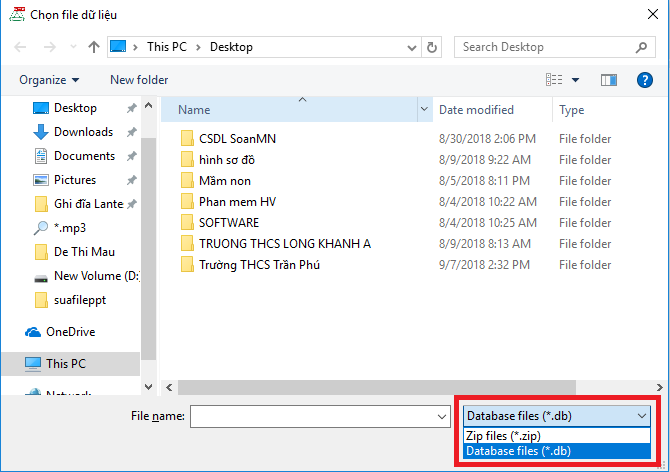 Chọn file dữ liệu
This PC > Desktop >
Search Desktop
Organize
New folder
Name Date modified Type
Desktop
Downloads
Documents
Pictures
Ghi đĩa Lante
*.mp3
De Thi Mau
New Volume (D:)
suafileppt
OneDrive
This PC
Network
CSDL SoanMN 8/30/2018 2:06 PM File folder
hình sơ đồ 8/9/2018 9:22 AM File folder
Mầm non 8/5/2018 8:11 PM File folder
Phan mem HV 8/4/2018 10:22 AM File folder
SOFTWARE 8/4/2018 10:25 AM File folder
TRUONG THCS LONG KHANH A 8/9/2018 8:13 AM File folder
Trường THCS Trần Phú 9/7/2018 2:32 PM File folder
File name:
Database files (*.db)
Zip files (*.zip)
Database files (*.db)